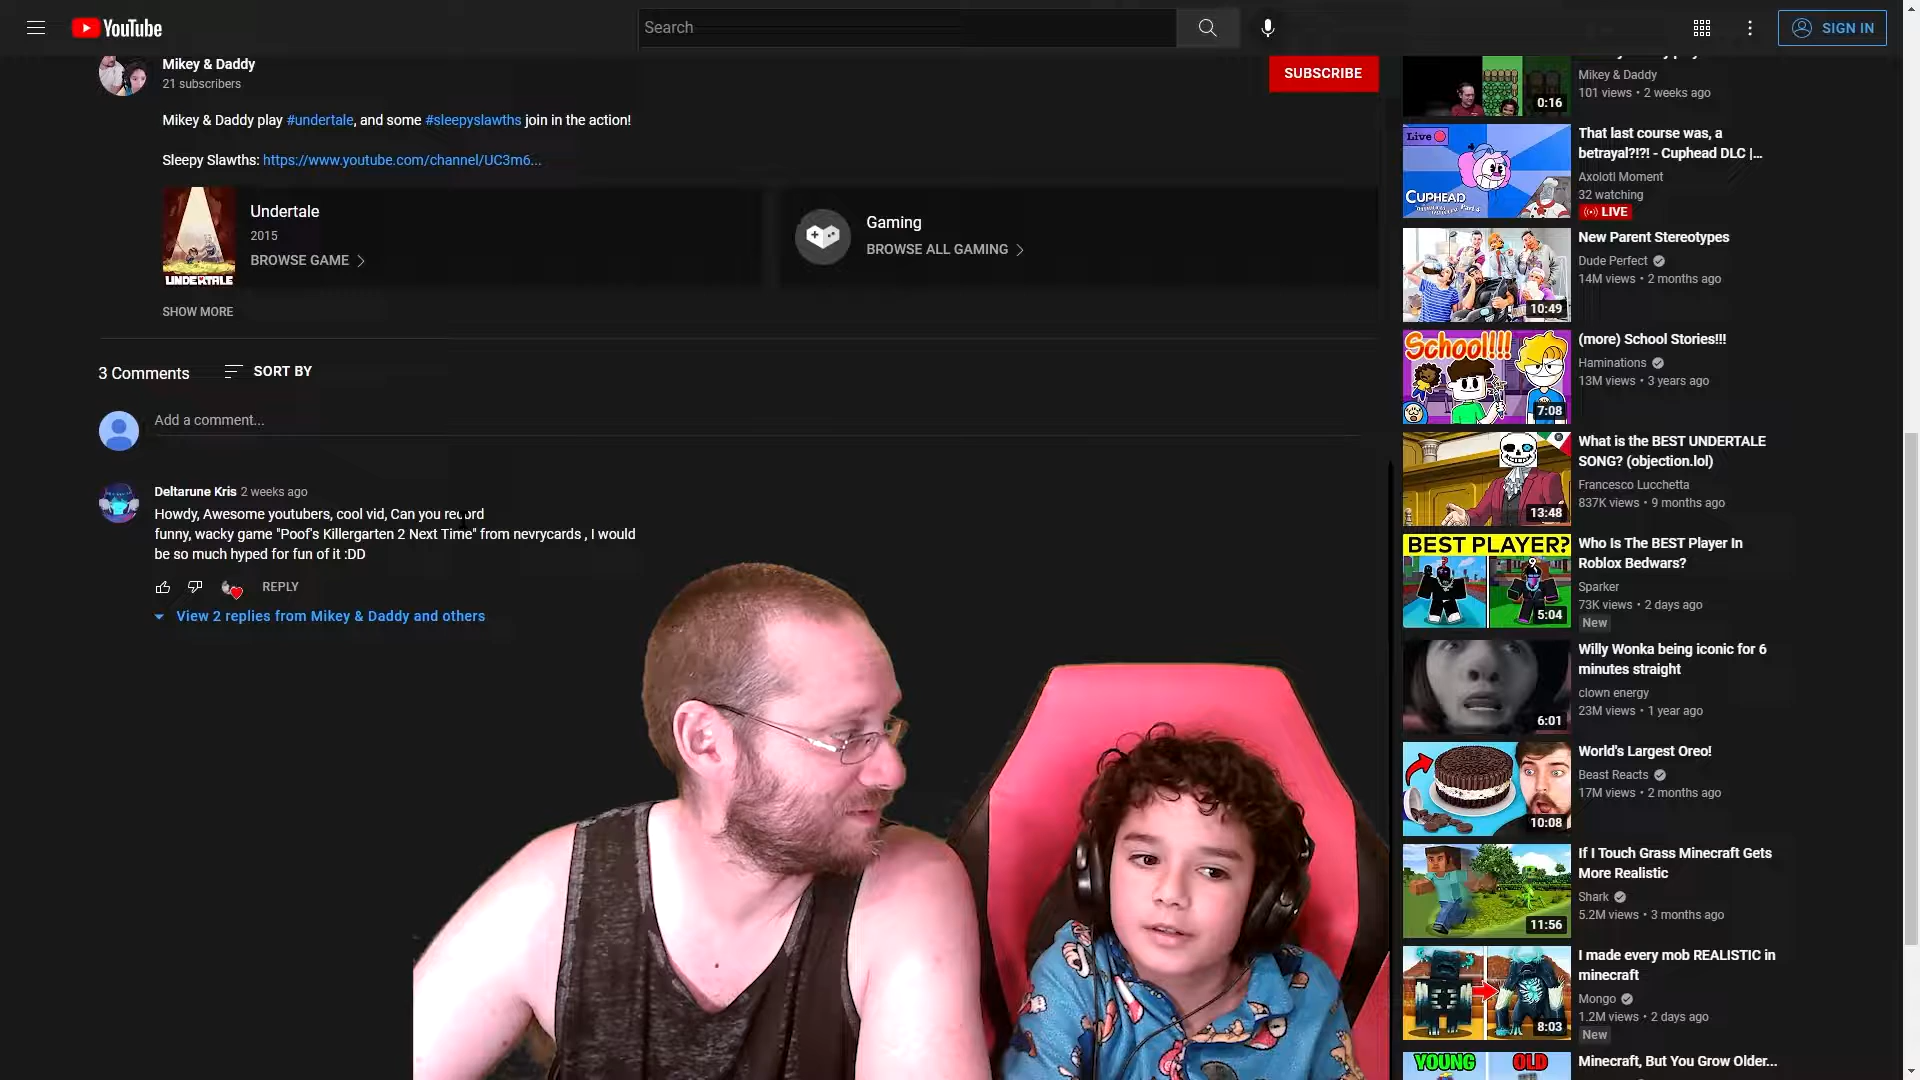 YouTube
Search
SIGN IN
Mikey & Daddy
21 subscribers
SUBSCRIBE
Mikey & Daddy play #undertale, and some #sleepyslawths join in the action!
Sleepy Slawths: https://www.youtube.com/channel/UC3m6...
UNDERTALE
Undertale
2015
BROWSE GAME
Gaming
BROWSE ALL GAMING
SHOW MORE
3 Comments
SORT BY
Add a comment...
Deltarune Kris 2 weeks ago
Howdy, Awesome youtubers, cool vid, Can you record
funny, wacky game "Poof's Killergarten 2 Next Time" from nevrycards , I would
be so much hyped for fun of it :DD
REPLY
View 2 replies from Mikey & Daddy and others
0:16
Mikey & Daddy
101 views • 2 weeks ago
Live
CUPHEAD
That last course was, a
betrayal?!?! - Cuphead DLC |...
Axolotl Moment
32 watching
LIVE
10:49
New Parent Stereotypes
Dude Perfect
14M views • 2 months ago
School!!!
7:08
(more) School Stories!!!
Haminations
13M views • 3 years ago
13:48
What is the BEST UNDERTALE
SONG? (objection.lol)
Francesco Lucchetta
837K views • 9 months ago
BEST PLAYER?
5:04
Who Is The BEST Player In
Roblox Bedwars?
Sparker
73K views • 2 days ago
New
6:01
Willy Wonka being iconic for 6
minutes straight
clown energy
23M views • 1 year ago
10:08
World's Largest Oreo!
Beast Reacts
17M views • 2 months ago
11:56
If I Touch Grass Minecraft Gets
More Realistic
Shark
5.2M views • 3 months ago
8:03
I made every mob REALISTIC in
minecraft
Mongo
1.2M views • 2 days ago
New
YOUNG OLD
Minecraft, But You Grow Older...